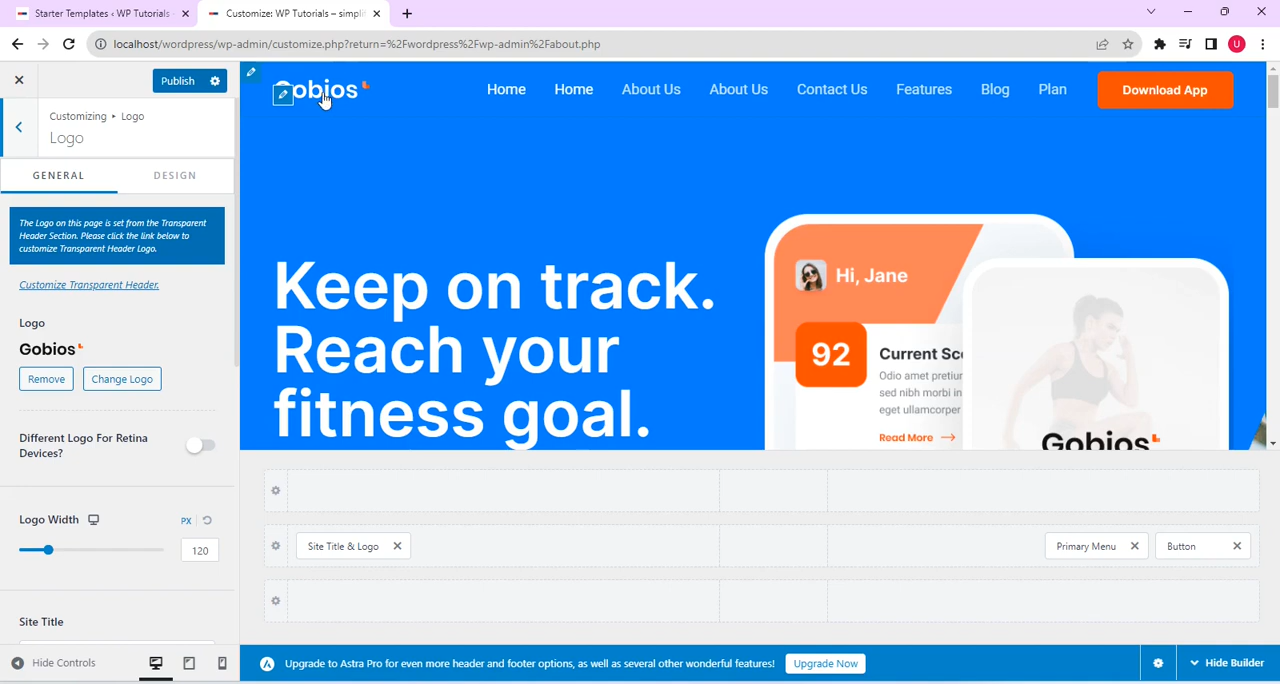 Starter Templates ‹ WP Tutorials
Customize: WP Tutorials – simplif
localhost/wordpress/wp-admin/customize.php?return=%2Fwordpress%2Fwp-admin%2Fabout.php
U
Publish
Customizing ▸ Logo
Logo
GENERAL
DESIGN
The Logo on this page is set from the Transparent
Header Section. Please click the link below to
customize Transparent Header Logo.
Customize Transparent Header.
Logo
Gobios
Remove
Change Logo
Different Logo For Retina
Devices?
Logo Width
PX
120
Site Title
Hide Controls
Gobios
Home
Home
About Us
About Us
Contact Us
Features
Blog
Plan
Download App
Keep on track.
Reach your
fitness goal.
Hi, Jane
92
Current Sc
Odio amet pretiu
sed nibh morbi in
eget ullamcorper
Read More
Gobios
Site Title & Logo
Primary Menu
Button
Upgrade to Astra Pro for even more header and footer options, as well as several other wonderful features!
Upgrade Now
Hide Builder